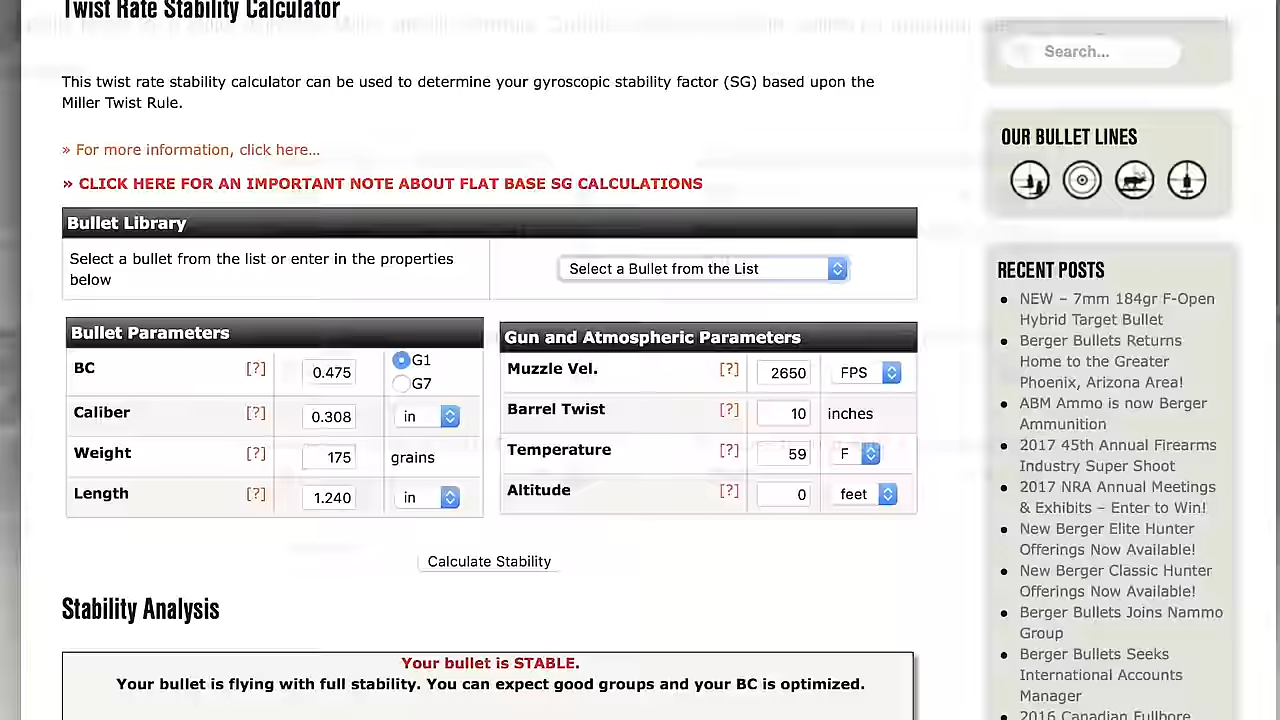 Twist Rate Stability Calculator
This twist rate stability calculator can be used to determine your gyroscopic stability factor (SG) based upon the
Miller Twist Rule.
» For more information, click here...
» CLICK HERE FOR AN IMPORTANT NOTE ABOUT FLAT BASE SG CALCULATIONS
Bullet Library
Select a bullet from the list or enter in the properties
below
Select a Bullet from the List
Bullet Parameters
BC [?] 0.475 G1
G7
Caliber [?] 0.308 in
Weight [?] 175 grains
Length [?] 1.240 in
Gun and Atmospheric Parameters
Muzzle Vel. [?] 2650 FPS
Barrel Twist [?] 10 inches
Temperature [?] 59 F
Altitude [?] 0 feet
Calculate Stability
Stability Analysis
Your bullet is STABLE.
Your bullet is flying with full stability. You can expect good groups and your BC is optimized.
Search...
OUR BULLET LINES
RECENT POSTS
NEW – 7mm 184gr F-Open
Hybrid Target Bullet
Berger Bullets Returns
Home to the Greater
Phoenix, Arizona Area!
ABM Ammo is now Berger
Ammunition
2017 45th Annual Firearms
Industry Super Shoot
2017 NRA Annual Meetings
& Exhibits – Enter to Win!
New Berger Elite Hunter
Offerings Now Available!
New Berger Classic Hunter
Offerings Now Available!
Berger Bullets Joins Nammo
Group
Berger Bullets Seeks
International Accounts
Manager
2016 Canadian Fullbore